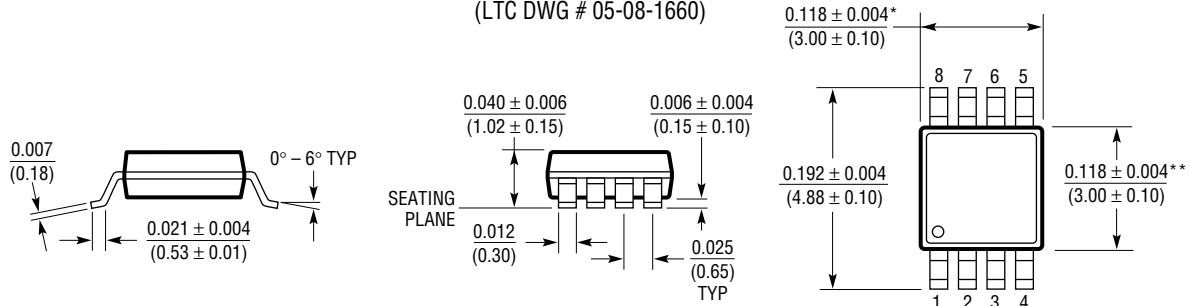 (LTC DWG # 05-08-1660)
0.118 ± 0.004*
(3.00 ± 0.10)
8 7 6 5
0.040 ± 0.006
(1.02 ± 0.15)
0.006 ± 0.004
(0.15 ± 0.10)
0.007
(0.18)
0° – 6° TYP
0.192 ± 0.004
(4.88 ± 0.10)
0.118 ± 0.004**
(3.00 ± 0.10)
SEATING
PLANE
0.021 ± 0.004
(0.53 ± 0.01)
0.012
(0.30)
0.025
(0.65)
TYP
1 2 3 4